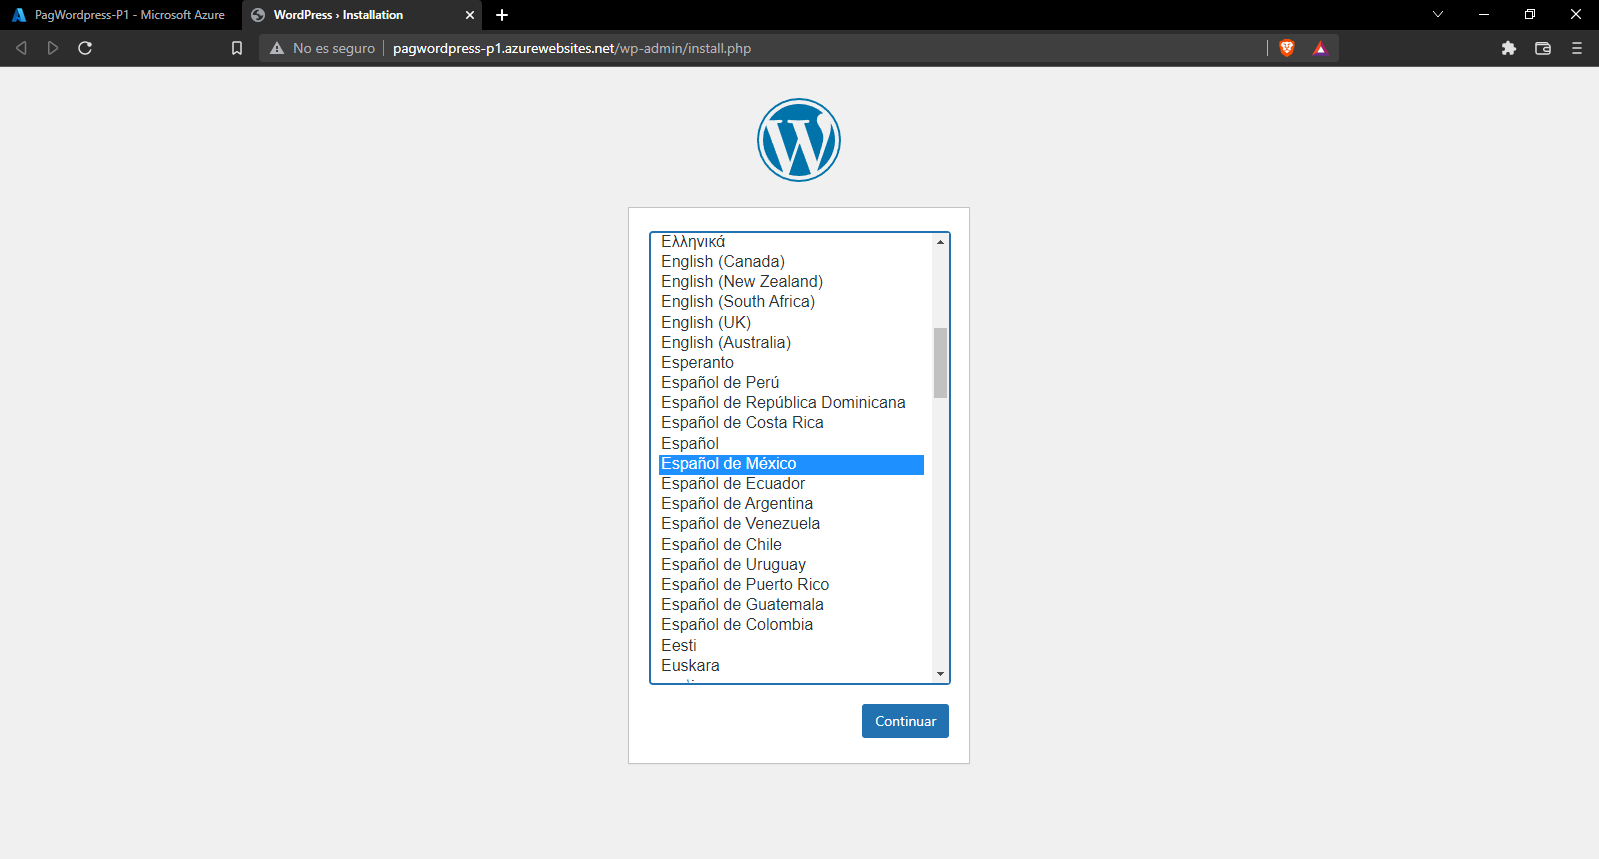 PagWordpress-P1 - Microsoft Azure
WordPress › Installation
No es seguro
pagwordpress-p1.azurewebsites.net/wp-admin/install.php
Ελληνικά
English (Canada)
English (New Zealand)
English (South Africa)
English (UK)
English (Australia)
Esperanto
Español de Perú
Español de República Dominicana
Español de Costa Rica
Español
Español de México
Español de Ecuador
Español de Argentina
Español de Venezuela
Español de Chile
Español de Uruguay
Español de Puerto Rico
Español de Guatemala
Español de Colombia
Eesti
Euskara
Continuar